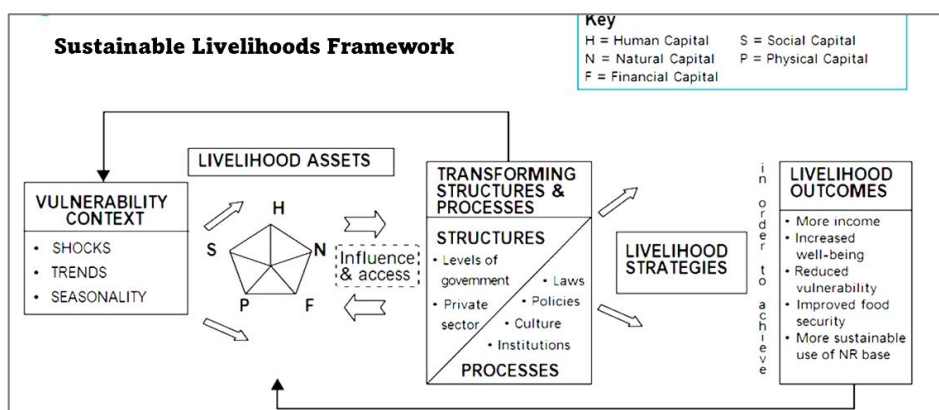 Sustainable Livelihoods Framework
Key
H = Human Capital S = Social Capital
N = Natural Capital P = Physical Capital
F = Financial Capital
LIVELIHOOD ASSETS
VULNERABILITY
CONTEXT
• SHOCKS
• TRENDS
• SEASONALITY
H
S
N
P
F
Influence
& access
TRANSFORMING
STRUCTURES &
PROCESSES
STRUCTURES
• Levels of
government
• Private
sector
• Laws
• Policies
• Culture
• Institutions
PROCESSES
LIVELIHOOD
STRATEGIES
in order to achieve
LIVELIHOOD
OUTCOMES
• More income
• Increased
well-being
• Reduced
vulnerability
• Improved food
security
• More sustainable
use of NR base